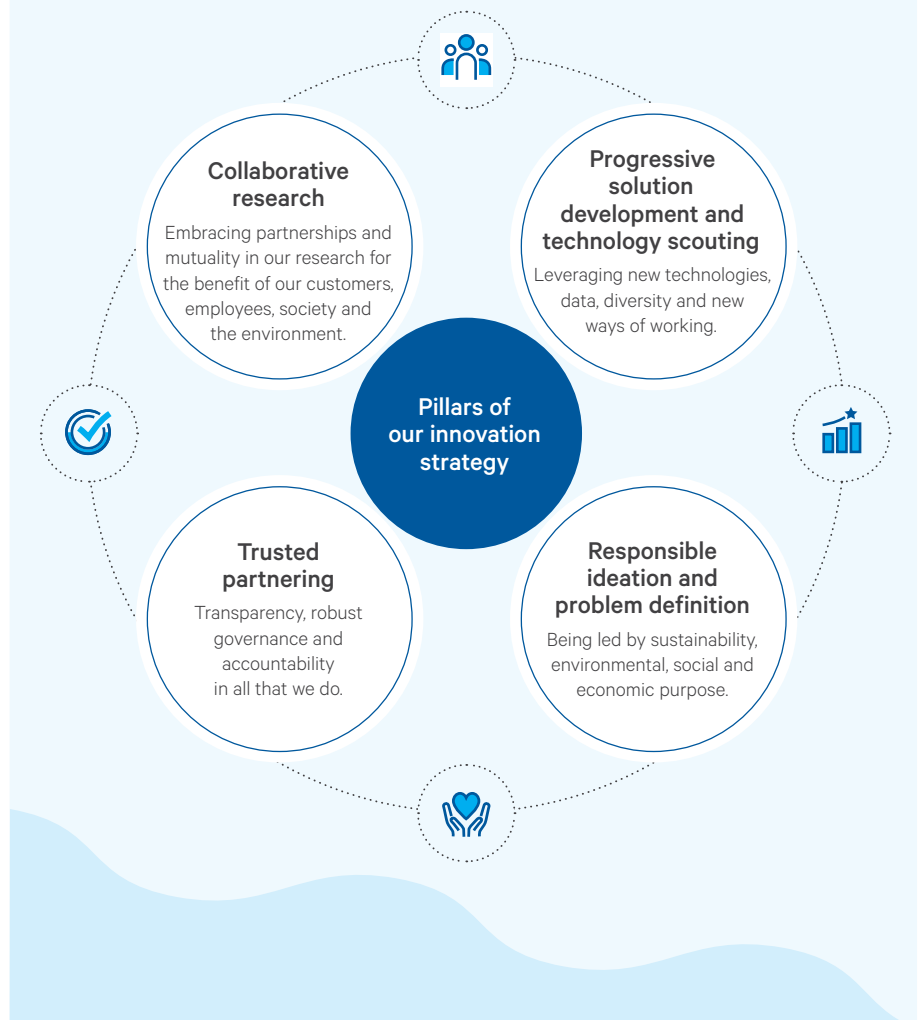 Collaborative
research
Embracing partnerships and
mutuality in our research for
the benefit of our customers,
employees, society and
the environment.
Progressive
solution
development and
technology scouting
Leveraging new technologies,
data, diversity and new
ways of working.
Pillars of
our innovation
strategy
Trusted
partnering
Transparency, robust
governance and
accountability
in all that we do.
Responsible
ideation and
problem definition
Being led by sustainability,
environmental, social and
economic purpose.